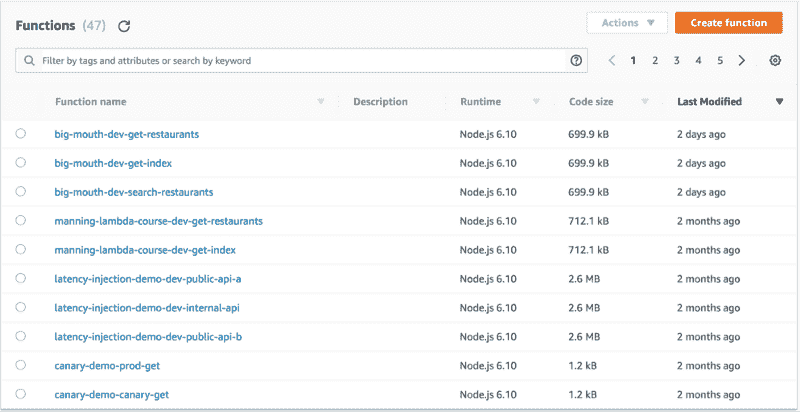 Functions (47) Actions Create function
Filter by tags and attributes or search by keyword 1 2 3 4 5
Function name Description Runtime Code size Last Modified
big-mouth-dev-get-restaurants Node.js 6.10 699.9 kB 2 days ago
big-mouth-dev-get-index Node.js 6.10 699.9 kB 2 days ago
big-mouth-dev-search-restaurants Node.js 6.10 699.9 kB 2 days ago
manning-lambda-course-dev-get-restaurants Node.js 6.10 712.1 kB 2 months ago
manning-lambda-course-dev-get-index Node.js 6.10 712.1 kB 2 months ago
latency-injection-demo-dev-public-api-a Node.js 6.10 2.6 MB 2 months ago
latency-injection-demo-dev-internal-api Node.js 6.10 2.6 MB 2 months ago
latency-injection-demo-dev-public-api-b Node.js 6.10 2.6 MB 2 months ago
canary-demo-prod-get Node.js 6.10 1.2 kB 2 months ago
canary-demo-canary-get Node.js 6.10 1.2 kB 2 months ago